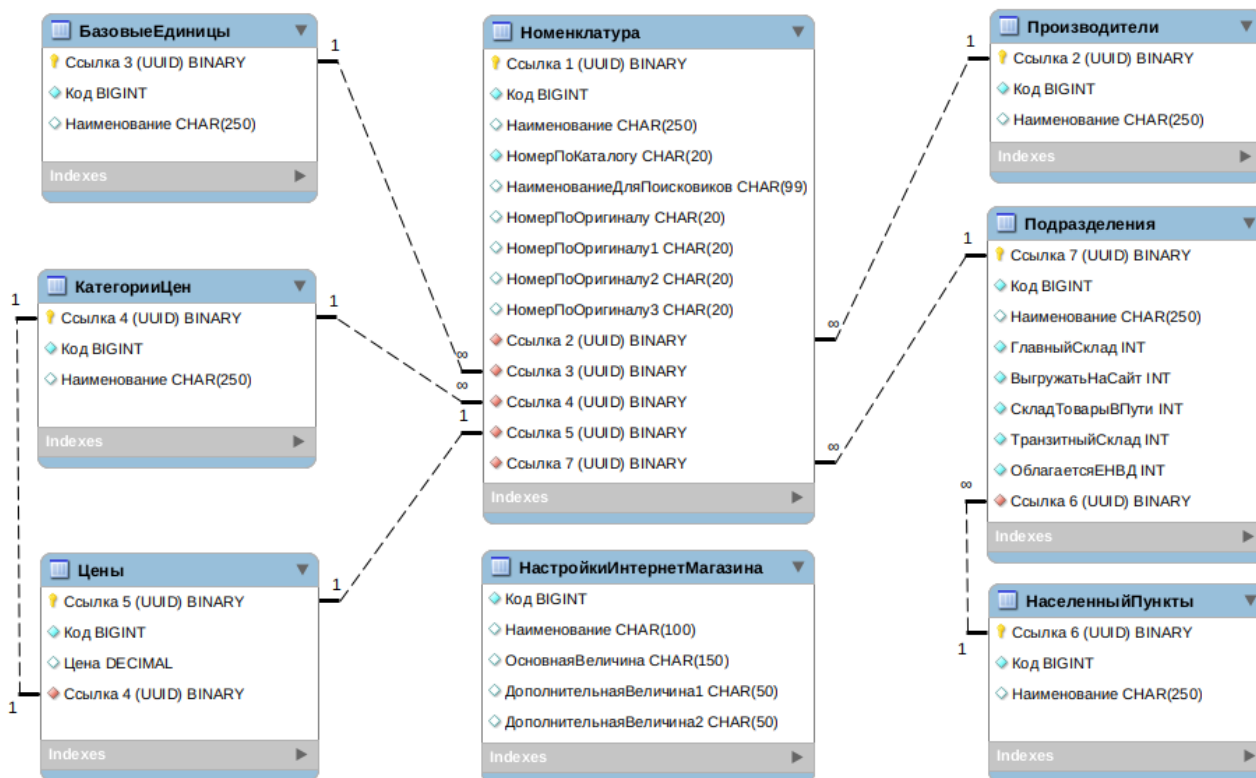 БазовыеЕдиницы
Ссылка 3 (UUID) BINARY
Код BIGINT
Наименование CHAR(250)
Indexes
1
∞
Номенклатура
Ссылка 1 (UUID) BINARY
Код BIGINT
Наименование CHAR(250)
НомерПоКаталогу CHAR(20)
НаименованиеДляПоисковиков CHAR(99)
НомерПоОригиналу CHAR(20)
НомерПоОригиналу1 CHAR(20)
НомерПоОригиналу2 CHAR(20)
НомерПоОригиналу3 CHAR(20)
Ссылка 2 (UUID) BINARY
Ссылка 3 (UUID) BINARY
Ссылка 4 (UUID) BINARY
Ссылка 5 (UUID) BINARY
Ссылка 7 (UUID) BINARY
Indexes
1
∞
Производители
Ссылка 2 (UUID) BINARY
Код BIGINT
Наименование CHAR(250)
Indexes
1
∞
Подразделения
Ссылка 7 (UUID) BINARY
Код BIGINT
Наименование CHAR(250)
ГлавныйСклад INT
ВыгружатьНаСайт INT
СкладТоварыВПути INT
ТранзитныйСклад INT
ОблагаетсяЕНВД INT
Ссылка 6 (UUID) BINARY
Indexes
1
1
∞
КатегорииЦен
Ссылка 4 (UUID) BINARY
Код BIGINT
Наименование CHAR(250)
Indexes
1
1
∞
Цены
Ссылка 5 (UUID) BINARY
Код BIGINT
Цена DECIMAL
Ссылка 4 (UUID) BINARY
Indexes
1
1
НастройкиИнтернетМагазина
Код BIGINT
Наименование CHAR(100)
ОсновнаяВеличина CHAR(150)
ДополнительнаяВеличина1 CHAR(50)
ДополнительнаяВеличина2 CHAR(50)
Indexes
НаселенныйПункты
Ссылка 6 (UUID) BINARY
Код BIGINT
Наименование CHAR(250)
Indexes
1